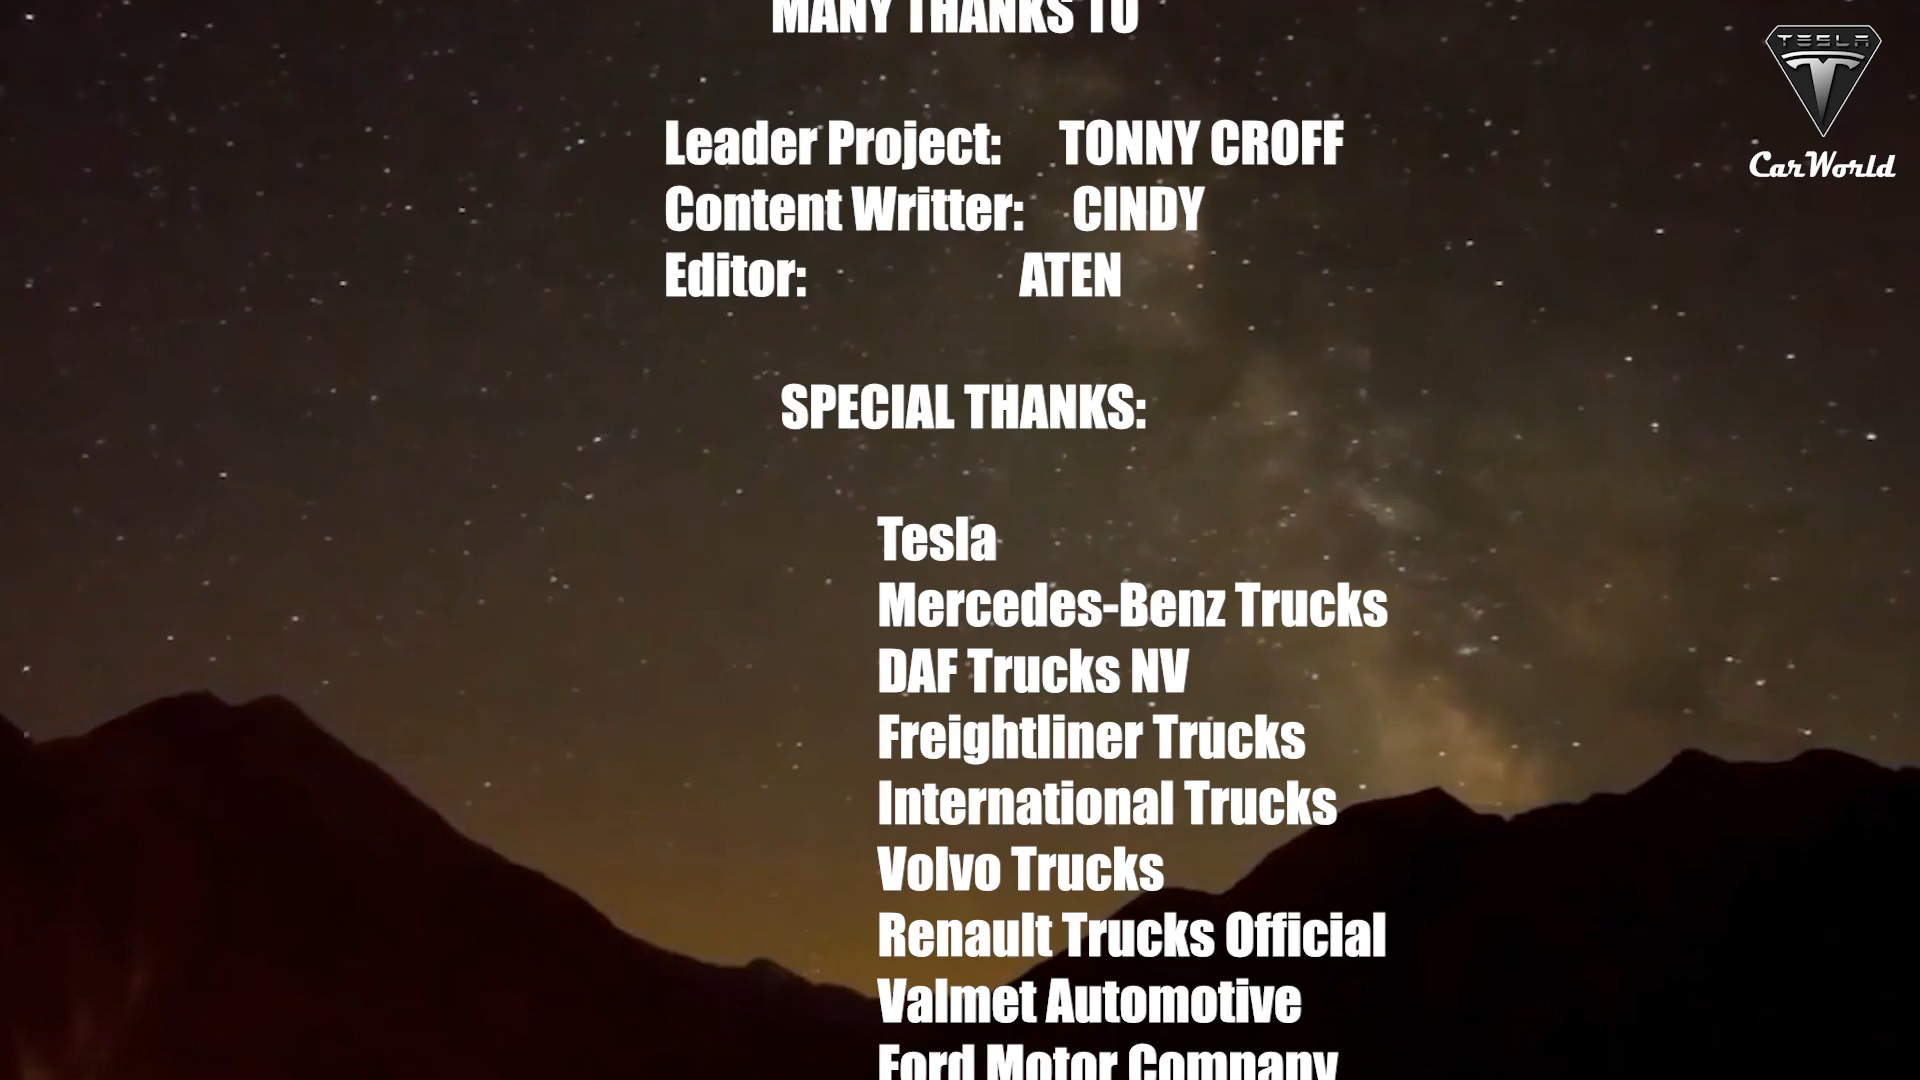 MANY THANKS TO
TESLA
CarWorld
Leader Project: TONNY CROFF
Content Writter: CINDY
Editor: ATEN
SPECIAL THANKS:
Tesla
Mercedes-Benz Trucks
DAF Trucks NV
Freightliner Trucks
International Trucks
Volvo Trucks
Renault Trucks Official
Valmet Automotive
Ford Motor Company